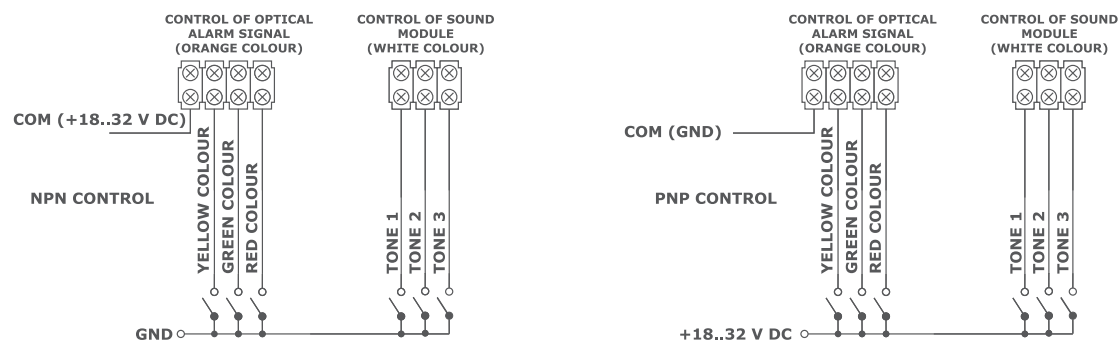 CONTROL OF OPTICAL
ALARM SIGNAL
(ORANGE COLOUR)
CONTROL OF SOUND
MODULE
(WHITE COLOUR)
COM (+18..32 V DC)
NPN CONTROL
YELLOW COLOUR
GREEN COLOUR
RED COLOUR
TONE 1
TONE 2
TONE 3
GND
CONTROL OF OPTICAL
ALARM SIGNAL
(ORANGE COLOUR)
CONTROL OF SOUND
MODULE
(WHITE COLOUR)
COM (GND)
PNP CONTROL
YELLOW COLOUR
GREEN COLOUR
RED COLOUR
TONE 1
TONE 2
TONE 3
+18..32 V DC